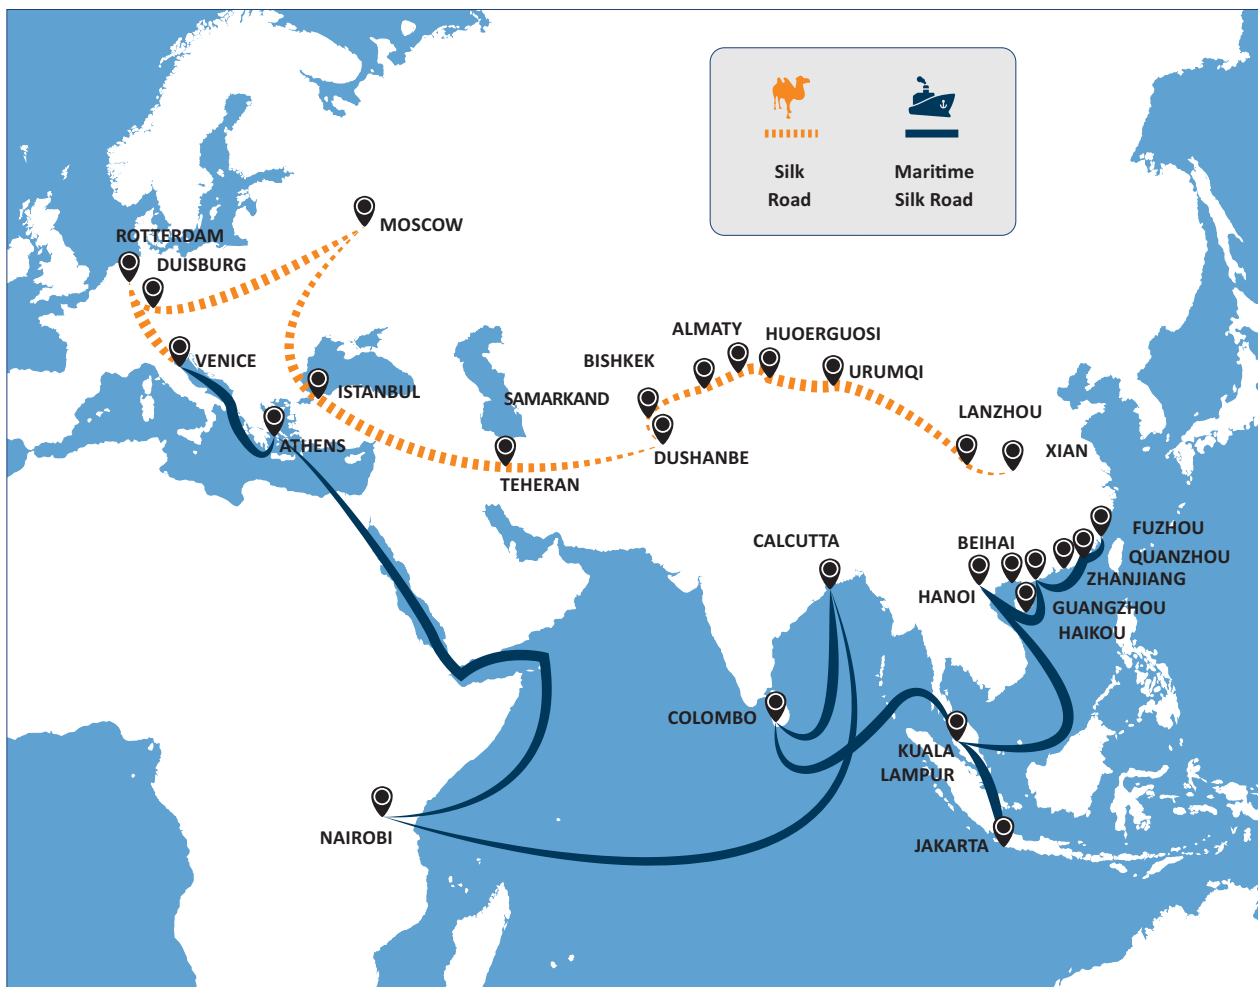 Silk
Road
Maritime
Silk Road
MOSCOW
ROTTERDAM
DUISBURG
VENICE
ISTANBUL
ATHENS
TEHERAN
SAMARKAND
DUSHANBE
BISHKEK
ALMATY
HUOERGUOSI
URUMQI
LANZHOU
XIAN
FUZHOU
QUANZHOU
ZHANJIANG
GUANGZHOU
HAIKOU
BEIHAI
HANOI
CALCUTTA
COLOMBO
KUALA
LAMPUR
JAKARTA
NAIROBI